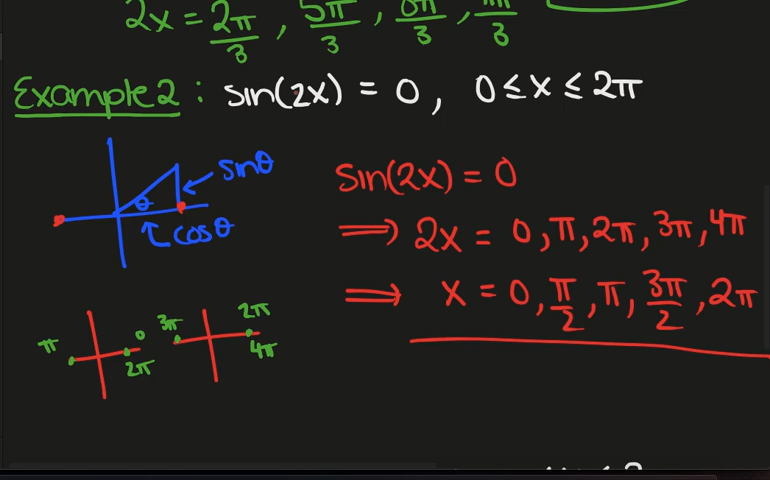 2x = 2π/3 , 5π/3 , 8π/3 , 11π/3
Example 2 : sin(2x) = 0 , 0 ≤ x ≤ 2π
sinθ
θ
cosθ
Sin(2x) = 0
⟹ 2x = 0, π, 2π, 3π, 4π
⟹ x = 0, π/2, π, 3π/2, 2π
π 0 2π
3π 2π 4π